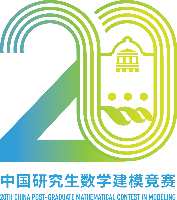 20
中国研究生数学建模竞赛
20TH CHINA POST-GRADUATE MATHEMATICAL CONTEST IN MODELING